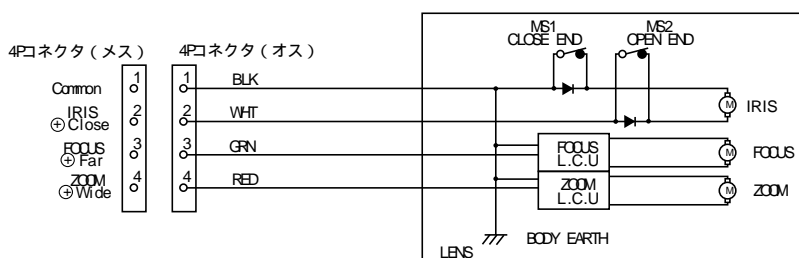 MS1
CLOSE END
MS2
OPEN END
4Pコネクタ(メス)
4Pコネクタ(オス)
Common
1
1
BLK
IRIS
⊕Close
2
2
WHT
M
IRIS
FOCUS
⊕Far
3
3
GRN
FOCUS
L.C.U
M
FOCUS
ZOOM
⊕Wide
4
4
RED
ZOOM
L.C.U
M
ZOOM
BODY EARTH
LENS